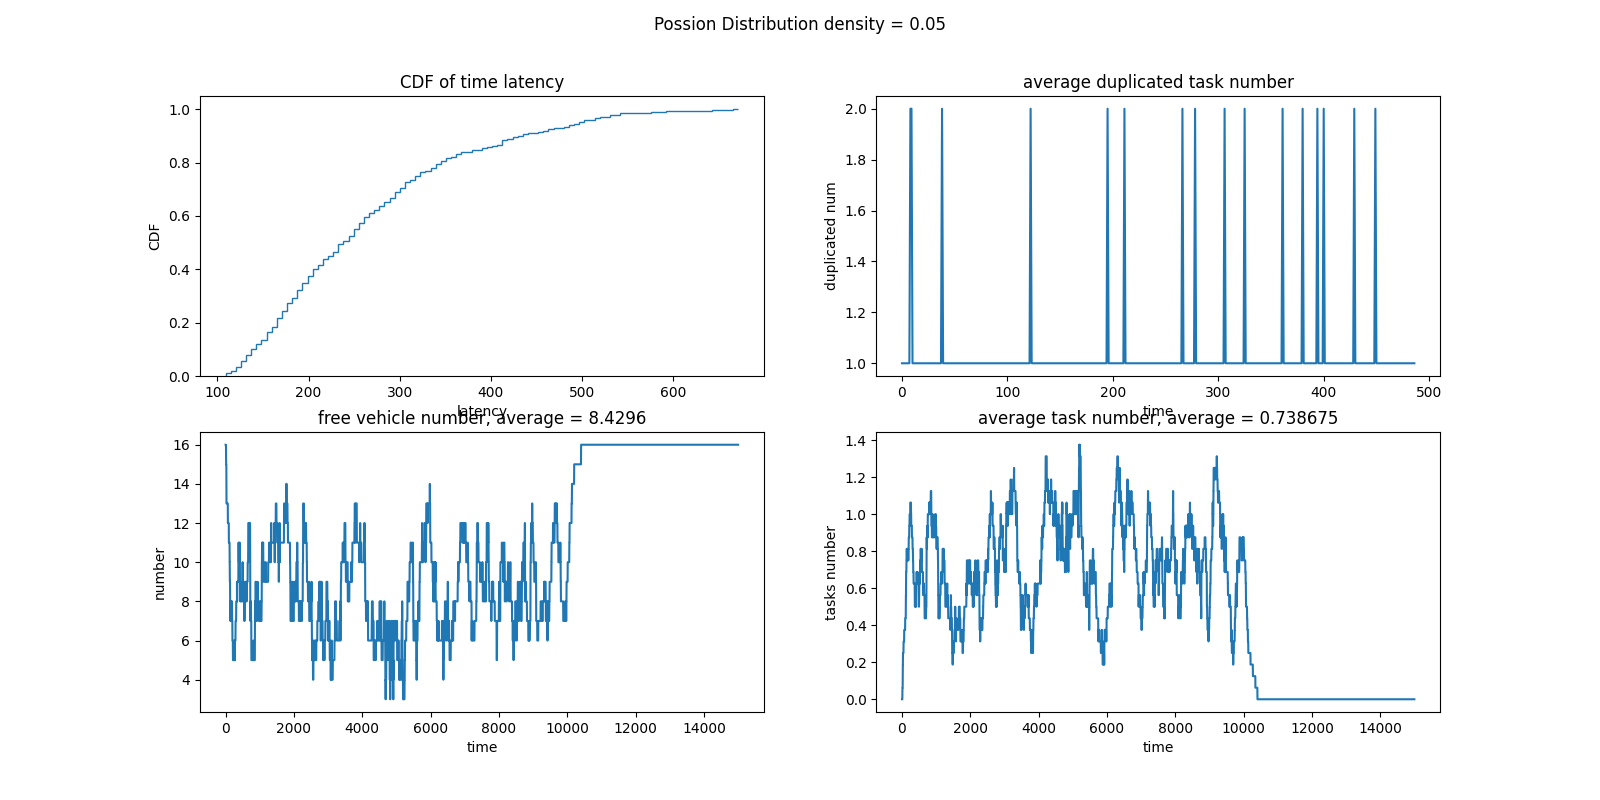 Possion Distribution density = 0.05
CDF of time latency
CDF
1.0
0.8
0.6
0.4
0.2
0.0
100 200 300 400 500 600
latency
average duplicated task number
duplicated num
2.0
1.8
1.6
1.4
1.2
1.0
0 100 200 300 400 500
time
free vehicle number, average = 8.4296
number
16
14
12
10
8
6
4
0 2000 4000 6000 8000 10000 12000 14000
time
average task number, average = 0.738675
tasks number
1.4
1.2
1.0
0.8
0.6
0.4
0.2
0.0
0 2000 4000 6000 8000 10000 12000 14000
time